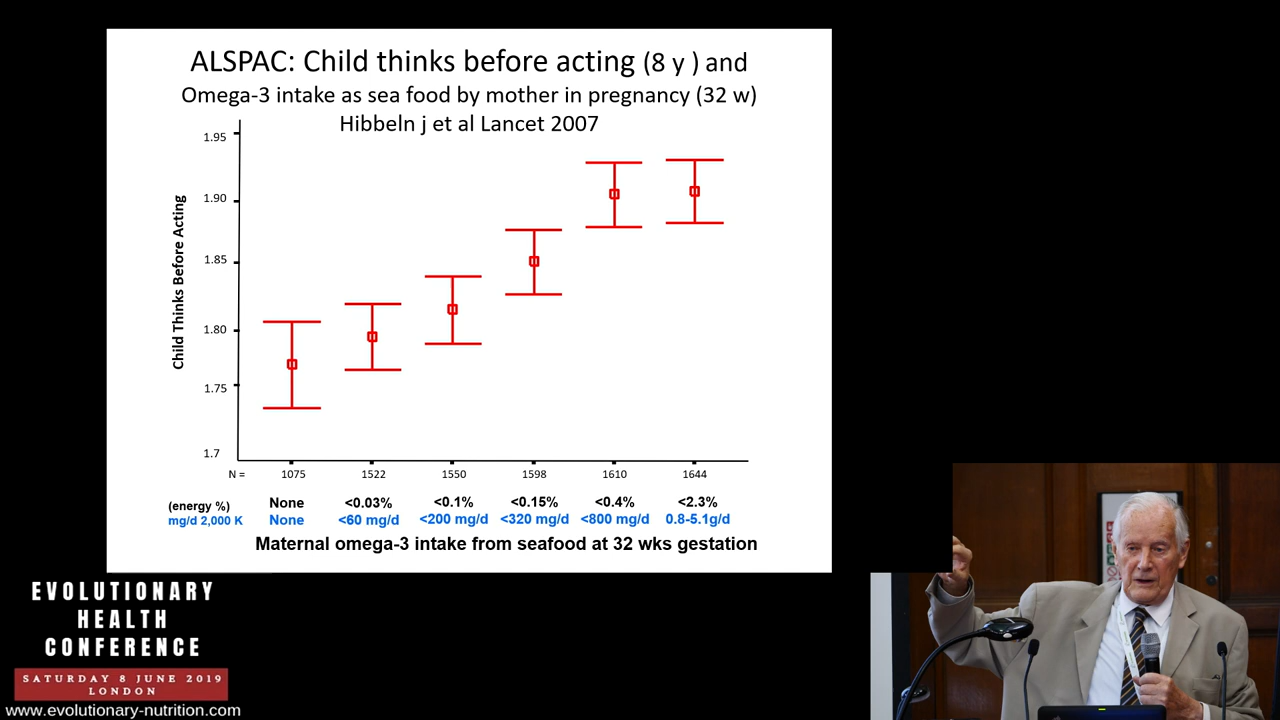 ALSPAC: Child thinks before acting (8 y ) and
Omega-3 intake as sea food by mother in pregnancy (32 w)
Hibbeln j et al Lancet 2007
Child Thinks Before Acting
1.95
1.90
1.85
1.80
1.75
1.7
N = 1075 1522 1550 1598 1610 1644
(energy %) None <0.03% <0.1% <0.15% <0.4% <2.3%
mg/d 2,000 K None <60 mg/d <200 mg/d <320 mg/d <800 mg/d 0.8-5.1g/d
Maternal omega-3 intake from seafood at 32 wks gestation
EVOLUTIONARY
HEALTH
CONFERENCE
SATURDAY 8 JUNE 2019
LONDON
www.evolutionary-nutrition.com